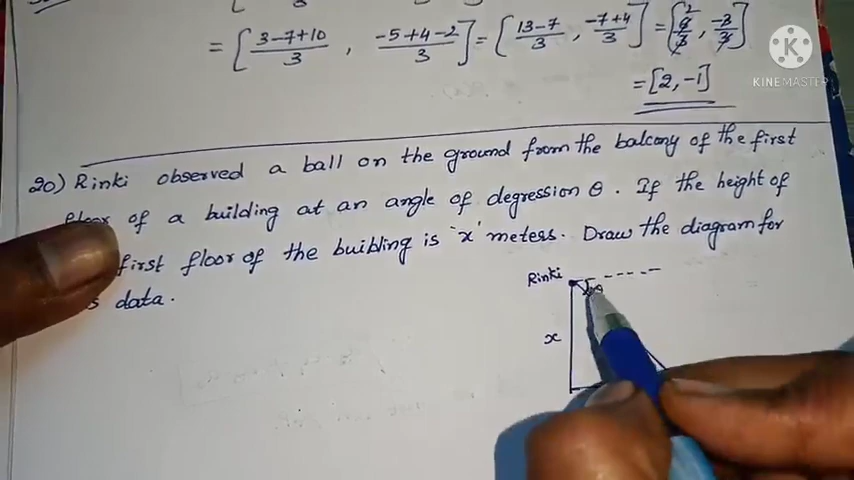 = [ (3-7+10)/3 , (-5+4-2)/3 ] = [ (13-7)/3 , (-7+4)/3 ] = [ 6/3 , -3/3 ]
2
= [2, -1]
KINEMASTER
20) Rinki observed a ball on the ground from the balcony of the first
floor of a building at an angle of degression θ. If the height of
first floor of the buibling is 'x' meters. Draw the diagram for
data.
Rinki
θ
x